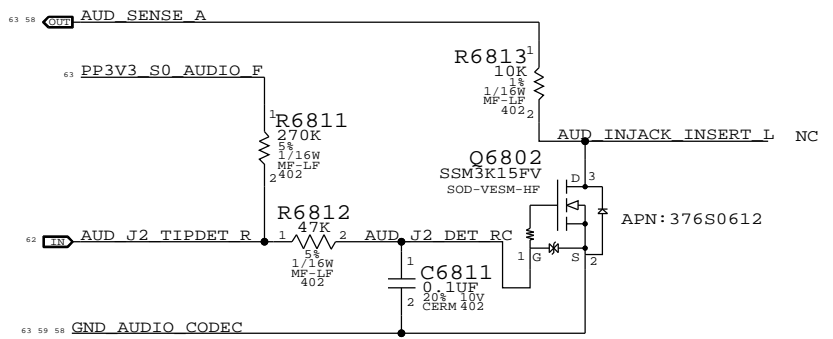 63 58 OUT AUD_SENSE_A
R6813
1
10K
1%
1/16W
MF-LF
402
2
63 PP3V3_S0_AUDIO_F
1
R6811
270K
5%
1/16W
MF-LF
402
2
AUD_INJACK_INSERT_L NC
Q6802
SSM3K15FV
SOD-VESM-HF
D 3
APN:376S0612
1 G S 2
R6812
47K
62 IN AUD_J2_TIPDET_R 1 2 AUD_J2_DET_RC
5%
1/16W
MF-LF
402
1
C6811
0.1UF
20% 10V
CERM 402
2
63 59 58 GND_AUDIO_CODEC